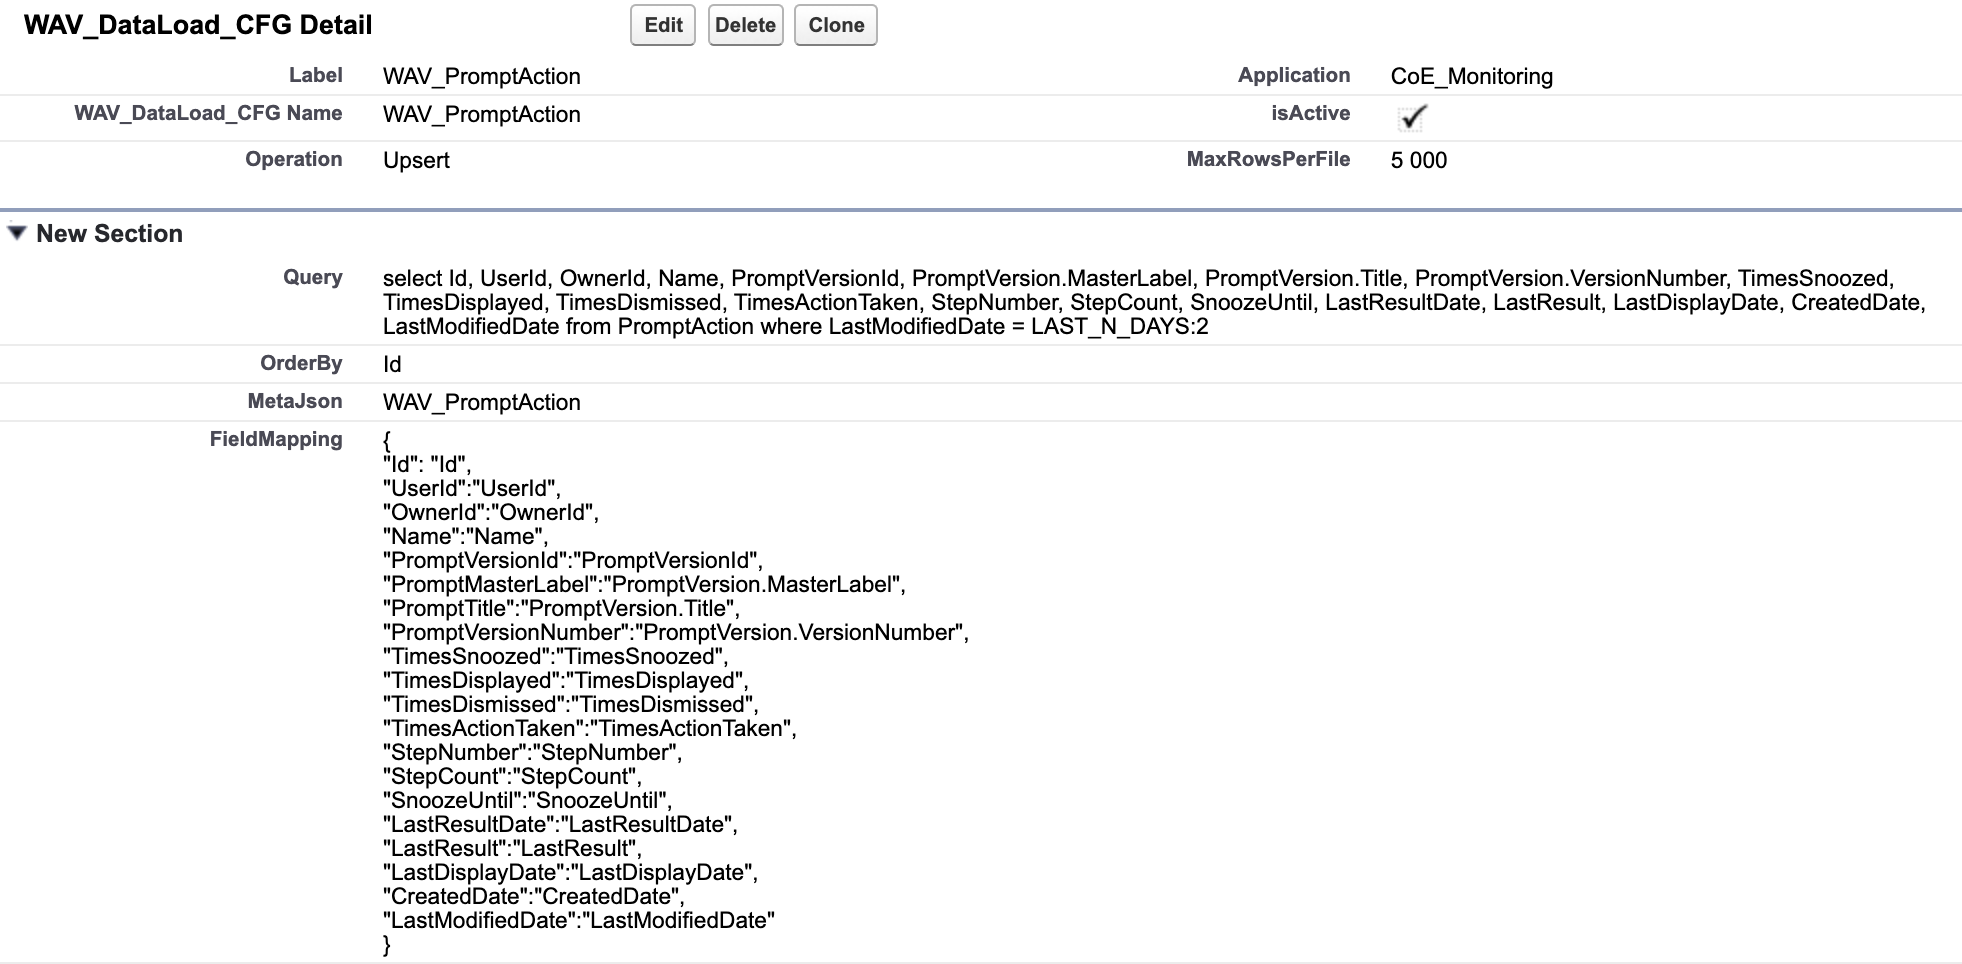 WAV_DataLoad_CFG Detail
Edit
Delete
Clone
Label WAV_PromptAction
Application CoE_Monitoring
WAV_DataLoad_CFG Name WAV_PromptAction
isActive
Operation Upsert
MaxRowsPerFile 5 000
New Section
Query select Id, UserId, OwnerId, Name, PromptVersionId, PromptVersion.MasterLabel, PromptVersion.Title, PromptVersion.VersionNumber, TimesSnoozed,
TimesDisplayed, TimesDismissed, TimesActionTaken, StepNumber, StepCount, SnoozeUntil, LastResultDate, LastResult, LastDisplayDate, CreatedDate,
LastModifiedDate from PromptAction where LastModifiedDate = LAST_N_DAYS:2
OrderBy Id
MetaJson WAV_PromptAction
FieldMapping {
"Id": "Id",
"UserId":"UserId",
"OwnerId":"OwnerId",
"Name":"Name",
"PromptVersionId":"PromptVersionId",
"PromptMasterLabel":"PromptVersion.MasterLabel",
"PromptTitle":"PromptVersion.Title",
"PromptVersionNumber":"PromptVersion.VersionNumber",
"TimesSnoozed":"TimesSnoozed",
"TimesDisplayed":"TimesDisplayed",
"TimesDismissed":"TimesDismissed",
"TimesActionTaken":"TimesActionTaken",
"StepNumber":"StepNumber",
"StepCount":"StepCount",
"SnoozeUntil":"SnoozeUntil",
"LastResultDate":"LastResultDate",
"LastResult":"LastResult",
"LastDisplayDate":"LastDisplayDate",
"CreatedDate":"CreatedDate",
"LastModifiedDate":"LastModifiedDate"
}